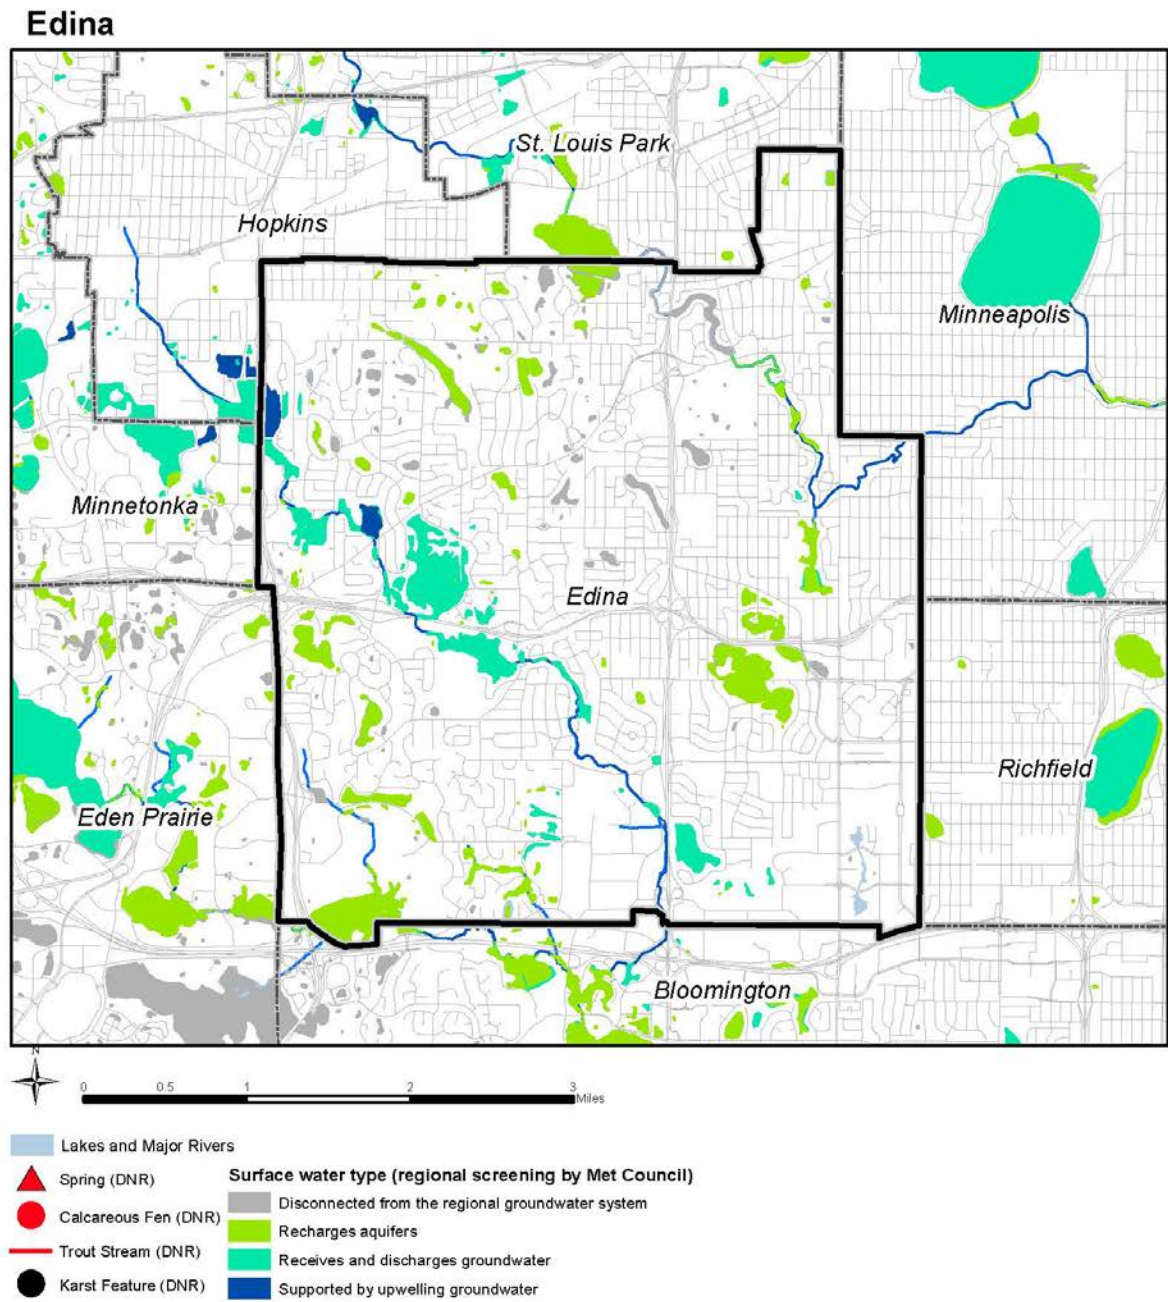 Edina
St. Louis Park
Hopkins
Minneapolis
Minnetonka
Edina
Richfield
Eden Prairie
Bloomington
N
0 0.5 1 2 3
Miles
Lakes and Major Rivers
Spring (DNR)
Calcareous Fen (DNR)
Trout Stream (DNR)
Karst Feature (DNR)
Surface water type (regional screening by Met Council)
Disconnected from the regional groundwater system
Recharges aquifers
Receives and discharges groundwater
Supported by upwelling groundwater